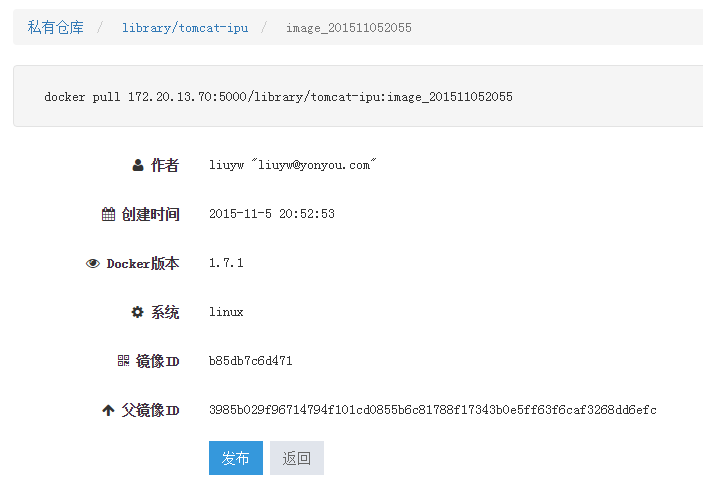 私有仓库 / library/tomcat-ipu / image_201511052055
docker pull 172.20.13.70:5000/library/tomcat-ipu:image_201511052055
作者 liuyw "liuyw@yonyou.com"
创建时间 2015-11-5 20:52:53
Docker版本 1.7.1
系统 linux
镜像ID b85db7c6d471
父镜像ID 3985b029f96714794f101cd0855b6c81788f17343b0e5ff63f6caf3268dd6efc
发布 返回